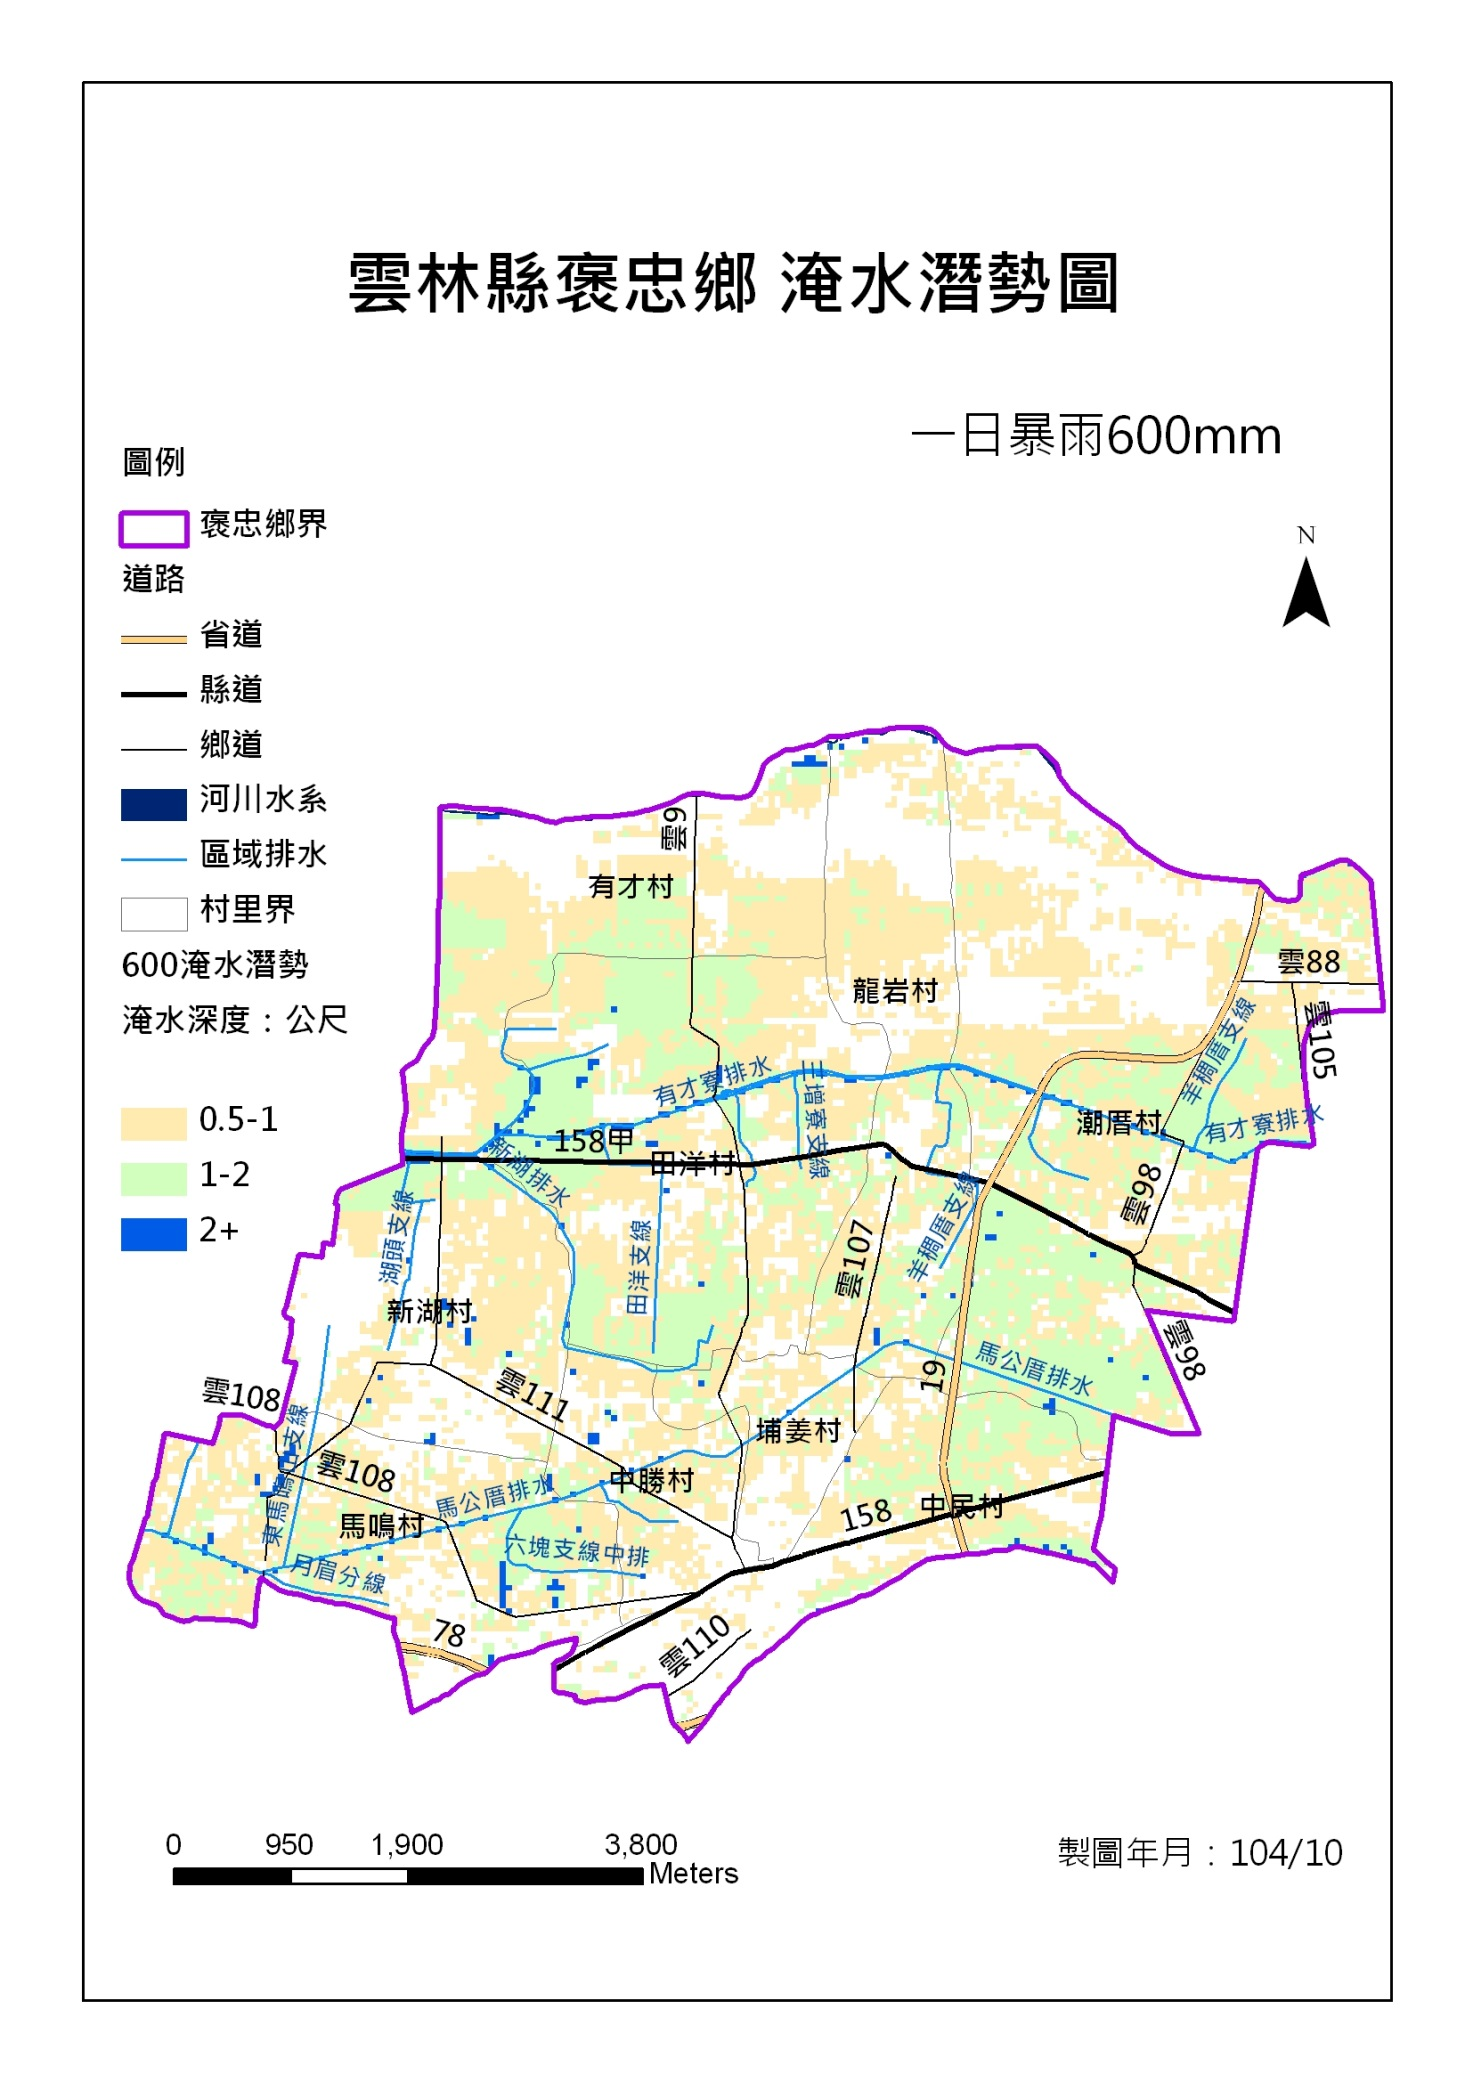 雲林縣褒忠鄉 淹水潛勢圖
一日暴雨600mm
圖例
褒忠鄉界
道路
省道
縣道
鄉道
河川水系
區域排水
村里界
600淹水潛勢
淹水深度：公尺
0.5-1
1-2
2+
N
雲9
有才村
龍岩村
雲88
雲105
羊稠厝支線
有才寮排水
三塭寮支線
潮厝村
有才寮排水
158甲
田洋村
新湖排水
雲98
湖頭支線
田洋支線
雲107
羊稠厝支線
新湖村
雲98
19
馬公厝排水
雲108
雲111
東馬鳴山支線
埔姜村
雲108
中勝村
馬公厝排水
馬鳴村
158
中民村
六塊支線中排
月眉分線
78
雲110
0
950
1,900
3,800
Meters
製圖年月：104/10